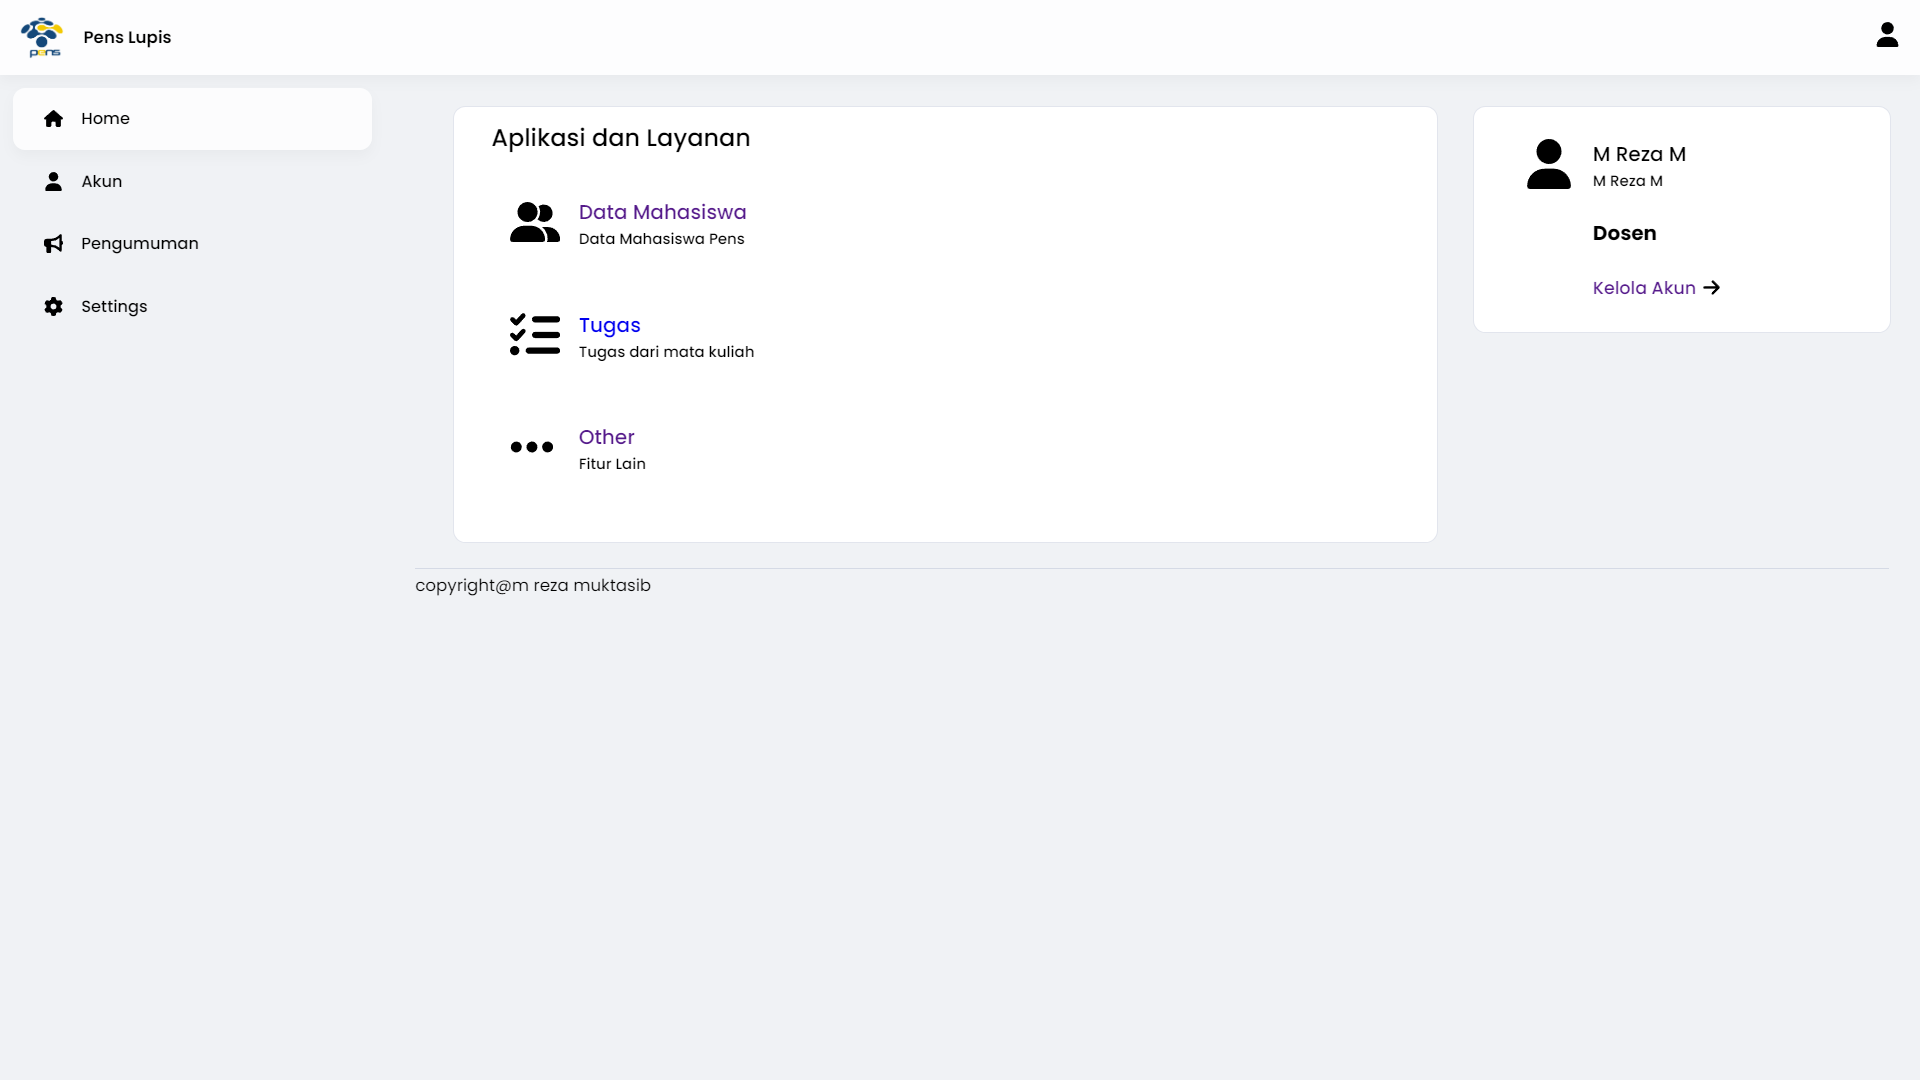 pens
Pens Lupis
Home
Akun
Pengumuman
Settings
Aplikasi dan Layanan
Data Mahasiswa
Data Mahasiswa Pens
Tugas
Tugas dari mata kuliah
Other
Fitur Lain
M Reza M
M Reza M
Dosen
Kelola Akun
copyright@m reza muktasib